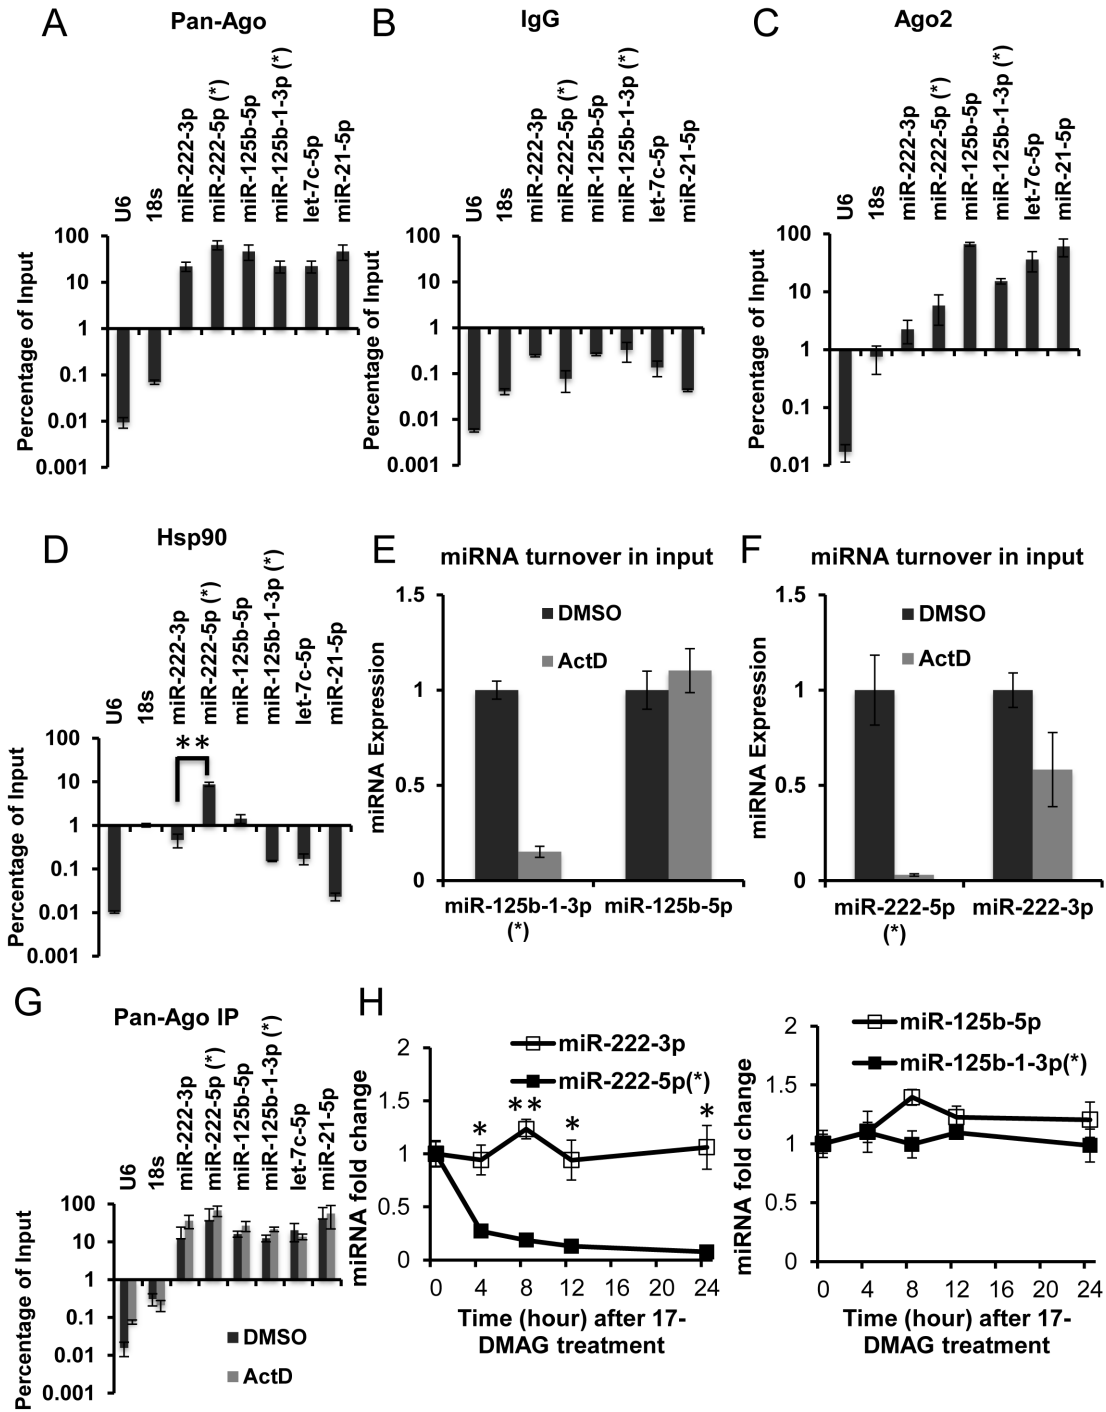 A
Pan-Ago
U6
18s
miR-222-3p
miR-222-5p (*)
miR-125b-5p
miR-125b-1-3p (*)
let-7c-5p
miR-21-5p
Percentage of Input
100
10
1
0.1
0.01
0.001
B
IgG
U6
18s
miR-222-3p
miR-222-5p (*)
miR-125b-5p
miR-125b-1-3p (*)
let-7c-5p
miR-21-5p
Percentage of Input
100
10
1
0.1
0.01
0.001
C
Ago2
U6
18s
miR-222-3p
miR-222-5p (*)
miR-125b-5p
miR-125b-1-3p (*)
let-7c-5p
miR-21-5p
Percentage of Input
100
10
1
0.1
0.01
D
Hsp90
U6
18s
miR-222-3p
miR-222-5p (*)
miR-125b-5p
miR-125b-1-3p (*)
let-7c-5p
miR-21-5p
**
Percentage of Input
100
10
1
0.1
0.01
0.001
E
miRNA turnover in input
miRNA Expression
1.5
1
0.5
0
DMSO
ActD
miR-125b-1-3p
(*)
miR-125b-5p
F
miRNA turnover in input
miRNA Expression
1.5
1
0.5
0
DMSO
ActD
miR-222-5p
(*)
miR-222-3p
G
Pan-Ago IP
U6
18s
miR-222-3p
miR-222-5p (*)
miR-125b-5p
miR-125b-1-3p (*)
let-7c-5p
miR-21-5p
Percentage of Input
100
10
1
0.1
0.01
0.001
DMSO
ActD
H
miR-222-3p
miR-222-5p(*)
* ** * *
miRNA fold change
2
1.5
1
0.5
0
0 4 8 12 16 20 24
Time (hour) after 17-
DMAG treatment
miR-125b-5p
miR-125b-1-3p(*)
miRNA fold change
2
1.5
1
0.5
0
0 4 8 12 16 20 24
Time (hour) after 17-
DMAG treatment